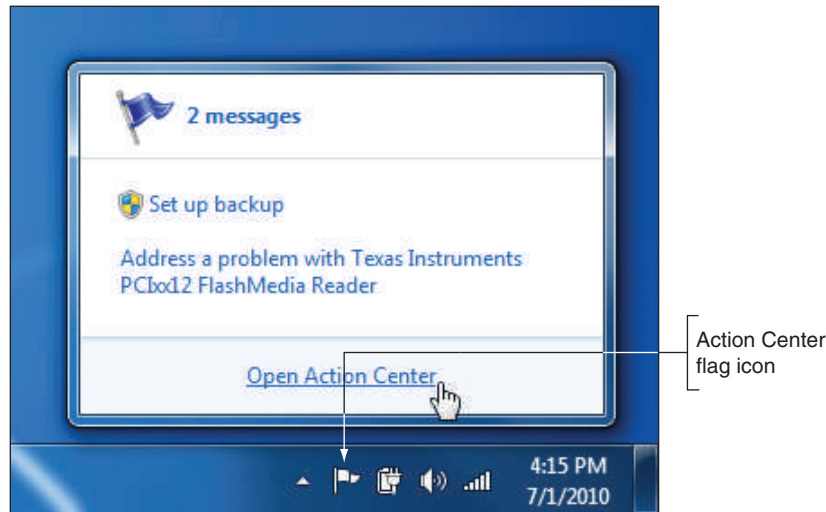 2 messages
Set up backup
Address a problem with Texas Instruments
PCIxx12 FlashMedia Reader
Open Action Center
Action Center
flag icon
4:15 PM
7/1/2010